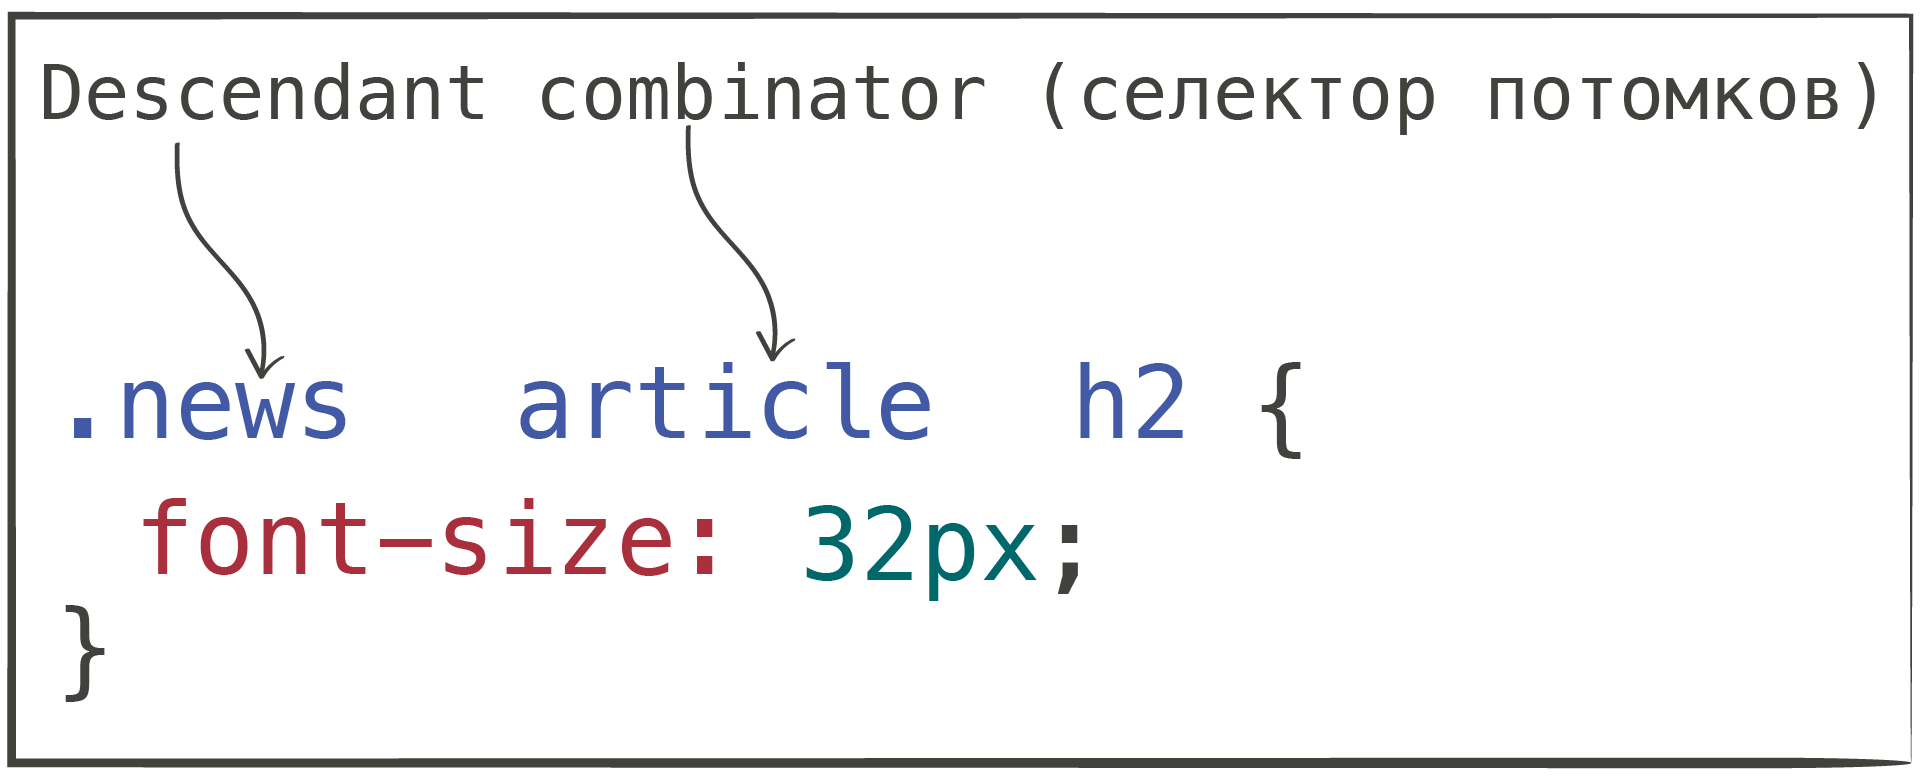 Descendant combinator (селектор потомков)
.news article h2 {
font-size: 32px;
}